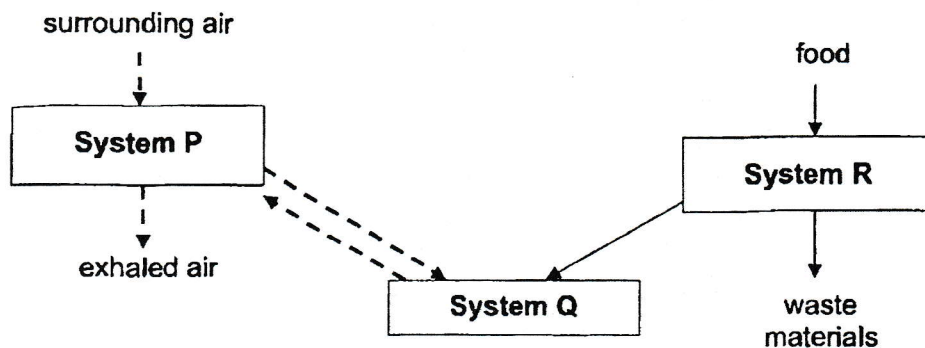 surrounding air
food
System P
System R
exhaled air
System Q
waste
materials